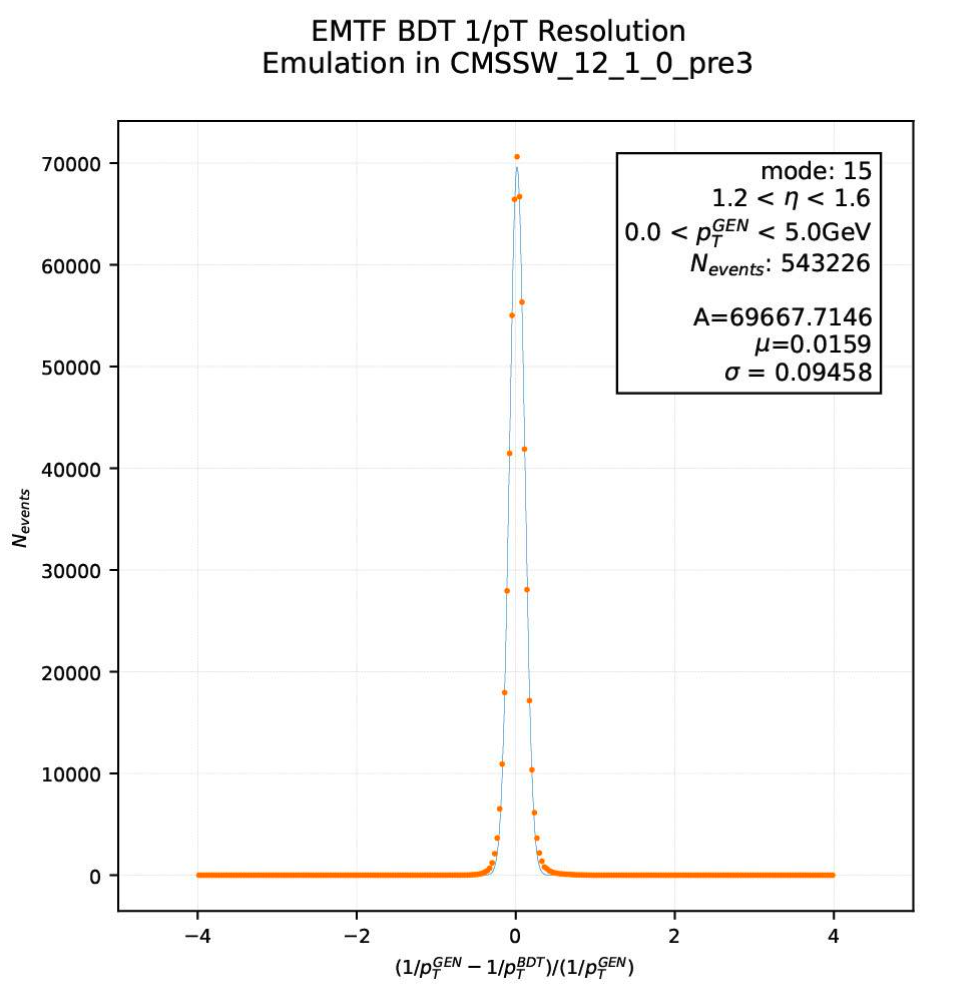 EMTF BDT 1/pT Resolution
Emulation in CMSSW_12_1_0_pre3
mode: 15
1.2 < η < 1.6
0.0 < p_T^GEN < 5.0GeV
N_events: 543226
A=69667.7146
μ=0.0159
σ = 0.09458
70000
60000
50000
40000
30000
20000
10000
0
N_events
−4
−2
0
2
4
(1/p_T^GEN − 1/p_T^BDT)/(1/p_T^GEN)